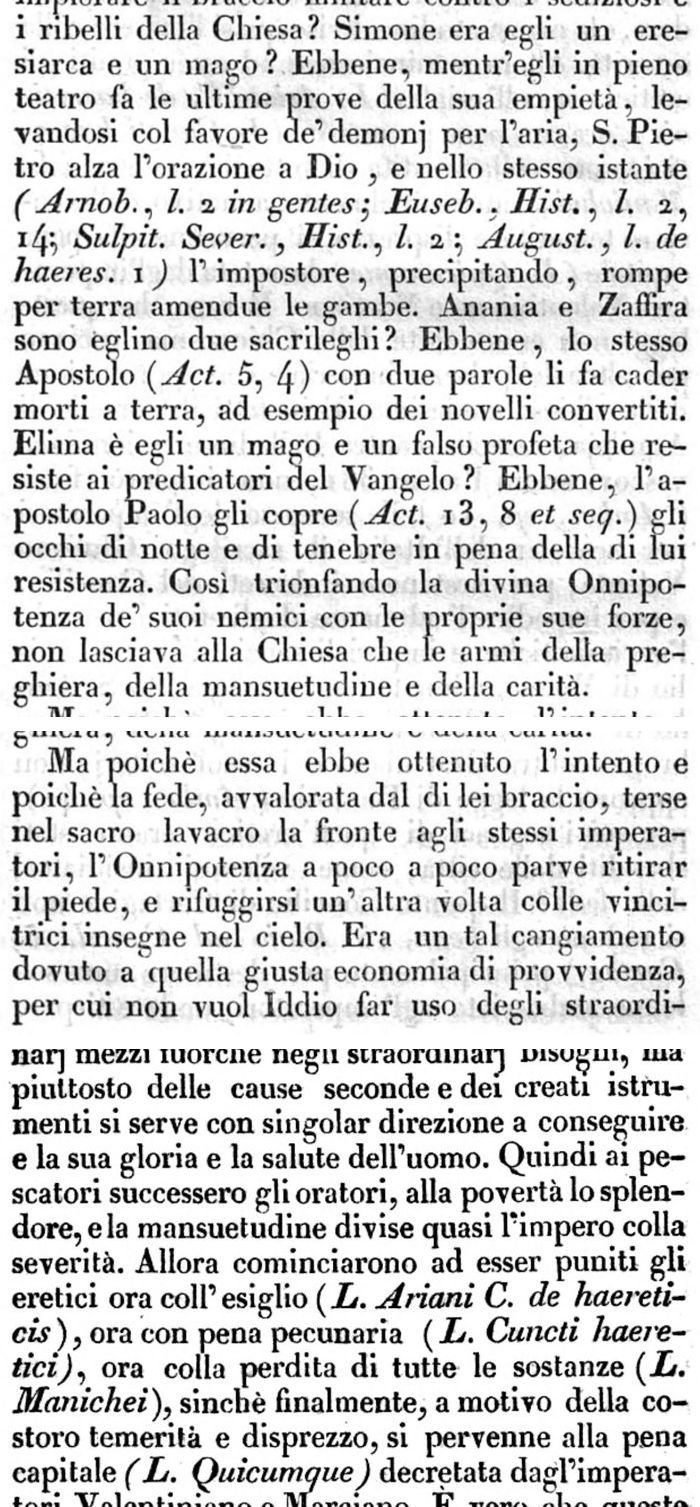 i ribelli della Chiesa? Simone era egli un ere-
siarca e un mago? Ebbene, mentr'egli in pieno
teatro fa le ultime prove della sua empietà, le-
vandosi col favore de' demonj per l'aria, S. Pie-
tro alza l'orazione a Dio, e nello stesso istante
(Arnob., l. 2 in gentes; Euseb., Hist., l. 2,
14; Sulpit. Sever., Hist., l. 2; August., l. de
haeres. 1) l'impostore, precipitando, rompe
per terra amendue le gambe. Anania e Zaffira
sono eglino due sacrileghi? Ebbene, lo stesso
Apostolo (Act. 5, 4) con due parole li fa cader
morti a terra, ad esempio dei novelli convertiti.
Elima è egli un mago e un falso profeta che re-
siste ai predicatori del Vangelo? Ebbene, l'a-
postolo Paolo gli copre (Act. 13, 8 et seq.) gli
occhi di notte e di tenebre in pena della di lui
resistenza. Così trionfando la divina Onnipo-
tenza de' suoi nemici con le proprie sue forze,
non lasciava alla Chiesa che le armi della pre-
ghiera, della mansuetudine e della carità.
Ma poichè essa ebbe ottenuto l'intento e
poichè la fede, avvalorata dal di lei braccio, terse
nel sacro lavacro la fronte agli stessi impera-
tori, l'Onnipotenza a poco a poco parve ritirar
il piede, e rifuggirsi un'altra volta colle vinci-
trici insegne nel cielo. Era un tal cangiamento
dovuto a quella giusta economia di provvidenza,
per cui non vuol Iddio far uso degli straordi-
narj mezzi fuorchè negli straordinarj bisogni, ma
piuttosto delle cause seconde e dei creati istru-
menti si serve con singolar direzione a conseguire
e la sua gloria e la salute dell'uomo. Quindi ai pe-
scatori successero gli oratori, alla povertà lo splen-
dore, e la mansuetudine divise quasi l'impero colla
severità. Allora cominciarono ad esser puniti gli
eretici ora coll'esiglio (L. Ariani C. de haereti-
cis), ora con pena pecunaria (L. Cuncti haere-
tici), ora colla perdita di tutte le sostanze (L.
Manichei), sinchè finalmente, a motivo della co-
storo temerità e disprezzo, si pervenne alla pena
capitale (L. Quicumque) decretata dagl'impera-